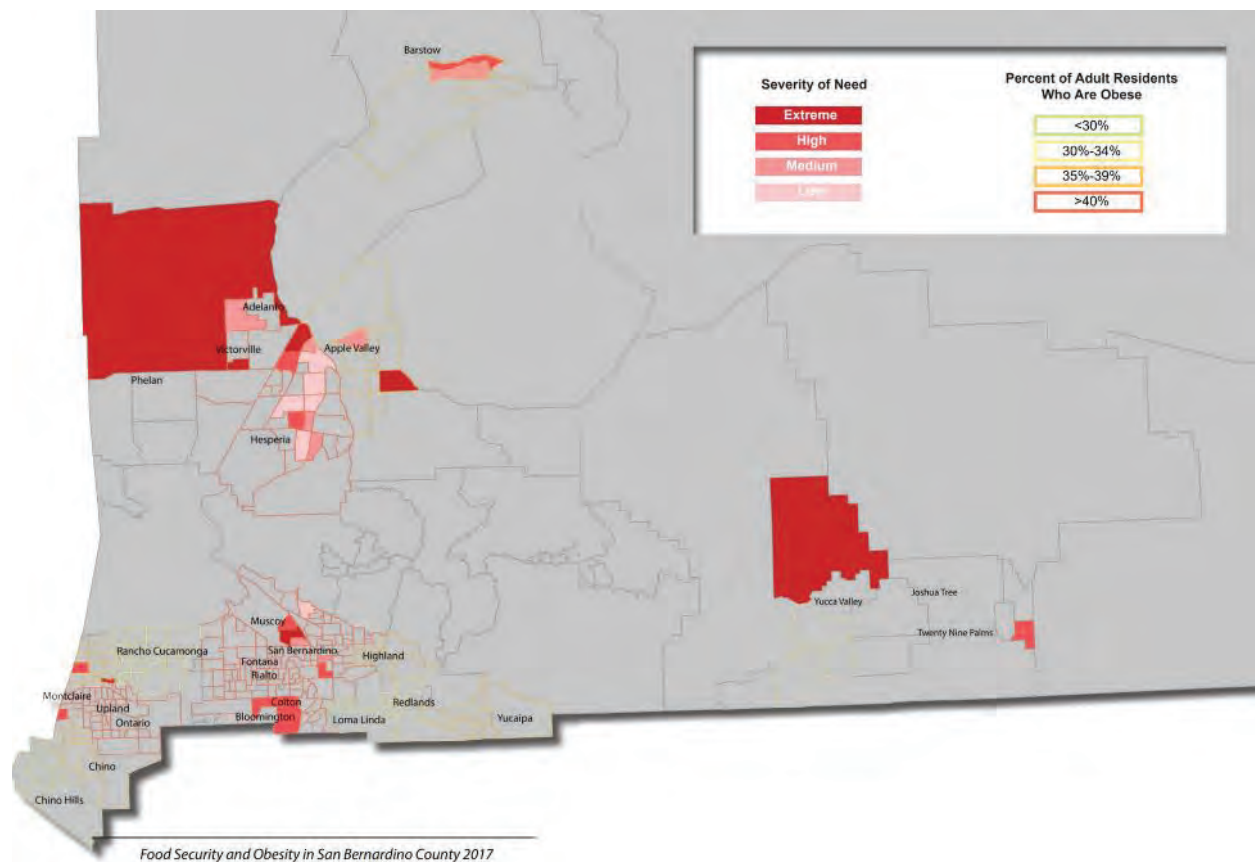 Barstow
Severity of Need
Extreme
High
Medium
Low
Percent of Adult Residents
Who Are Obese
<30%
30%-34%
35%-39%
>40%
Adelanto
Victorville
Apple Valley
Phelan
Hesperia
Yucca Valley
Joshua Tree
Twenty Nine Palms
Muscoy
Rancho Cucamonga
San Bernardino
Highland
Fontana
Rialto
Montclaire
Upland
Ontario
Colton
Bloomington
Loma Linda
Redlands
Yucaipa
Chino
Chino Hills
Food Security and Obesity in San Bernardino County 2017